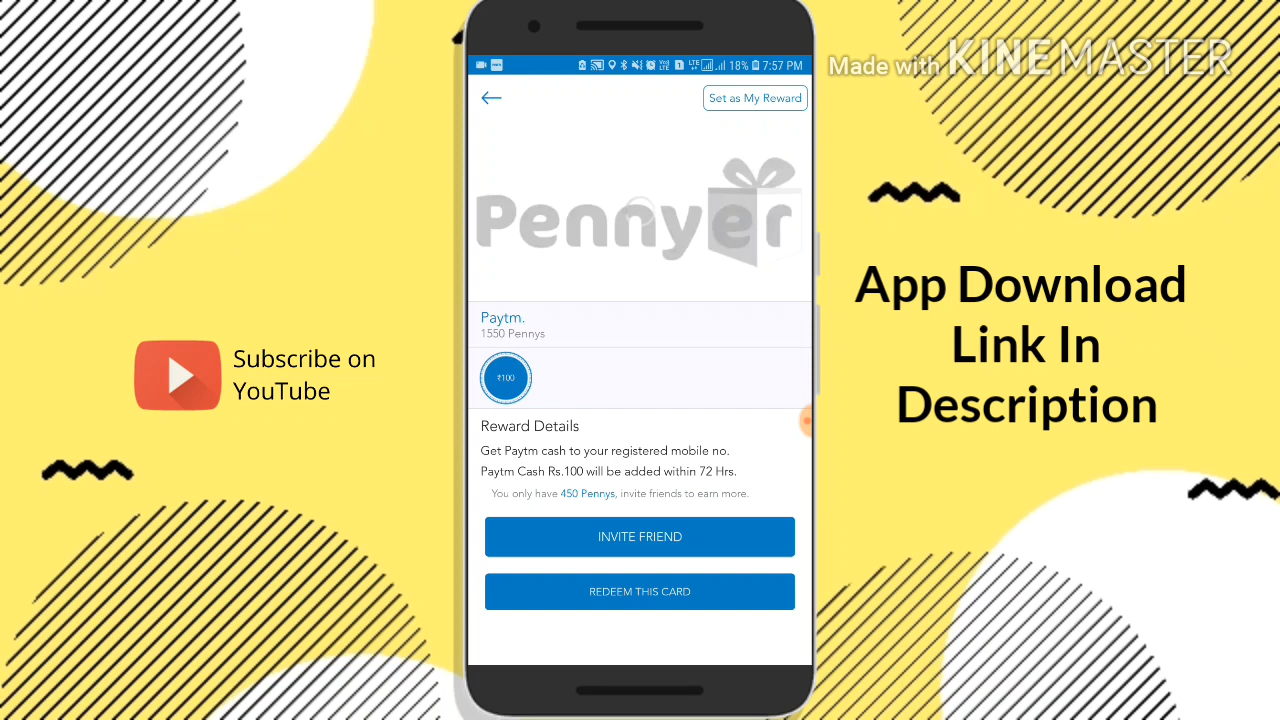 Made with KINEMASTER
18% 7:57 PM
Set as My Reward
Pennyer
Paytm.
1550 Pennys
₹100
Reward Details
Get Paytm cash to your registered mobile no.
Paytm Cash Rs.100 will be added within 72 Hrs.
You only have 450 Pennys, invite friends to earn more.
INVITE FRIEND
REDEEM THIS CARD
Subscribe on
YouTube
App Download
Link In
Description